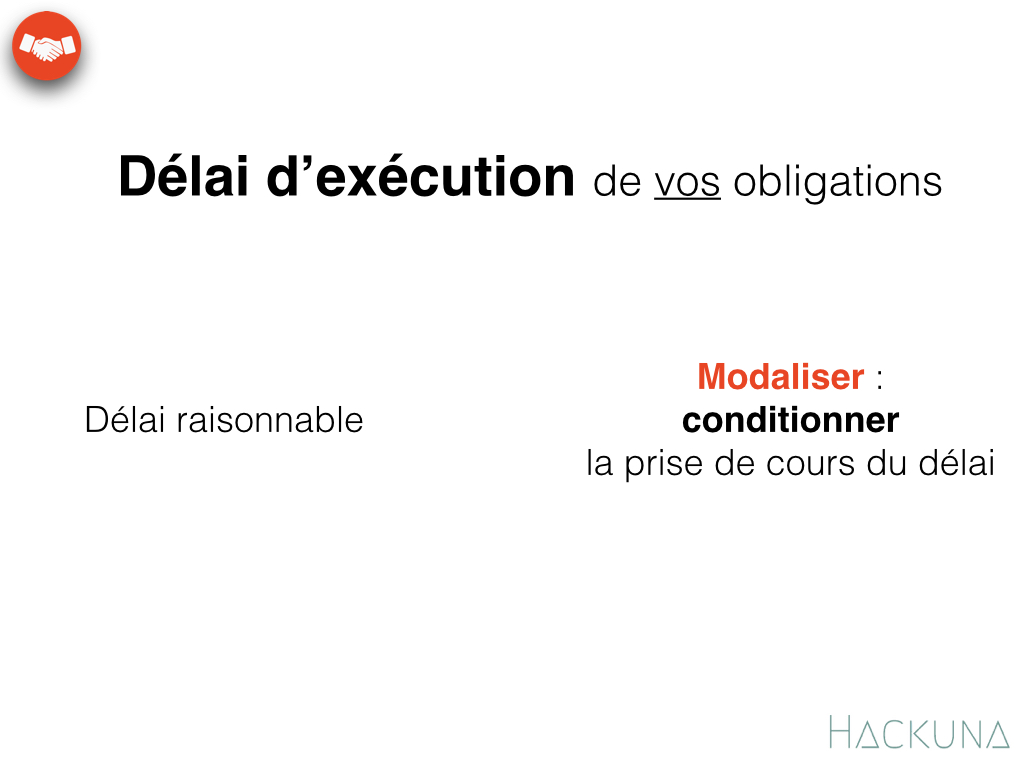 Délai d’exécution de vos obligations
Délai raisonnable
Modaliser :
conditionner
la prise de cours du délai
HACKUNA